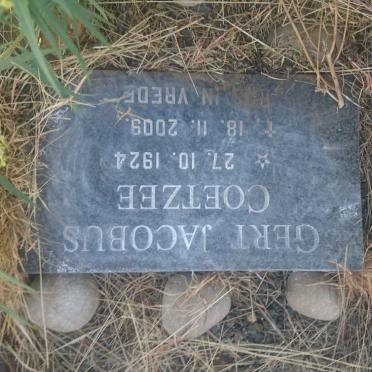 GERT JACOBUS
COETZEE
☆ 27. 10. 1924
† 18. 11. 2009
RUS IN VREDE